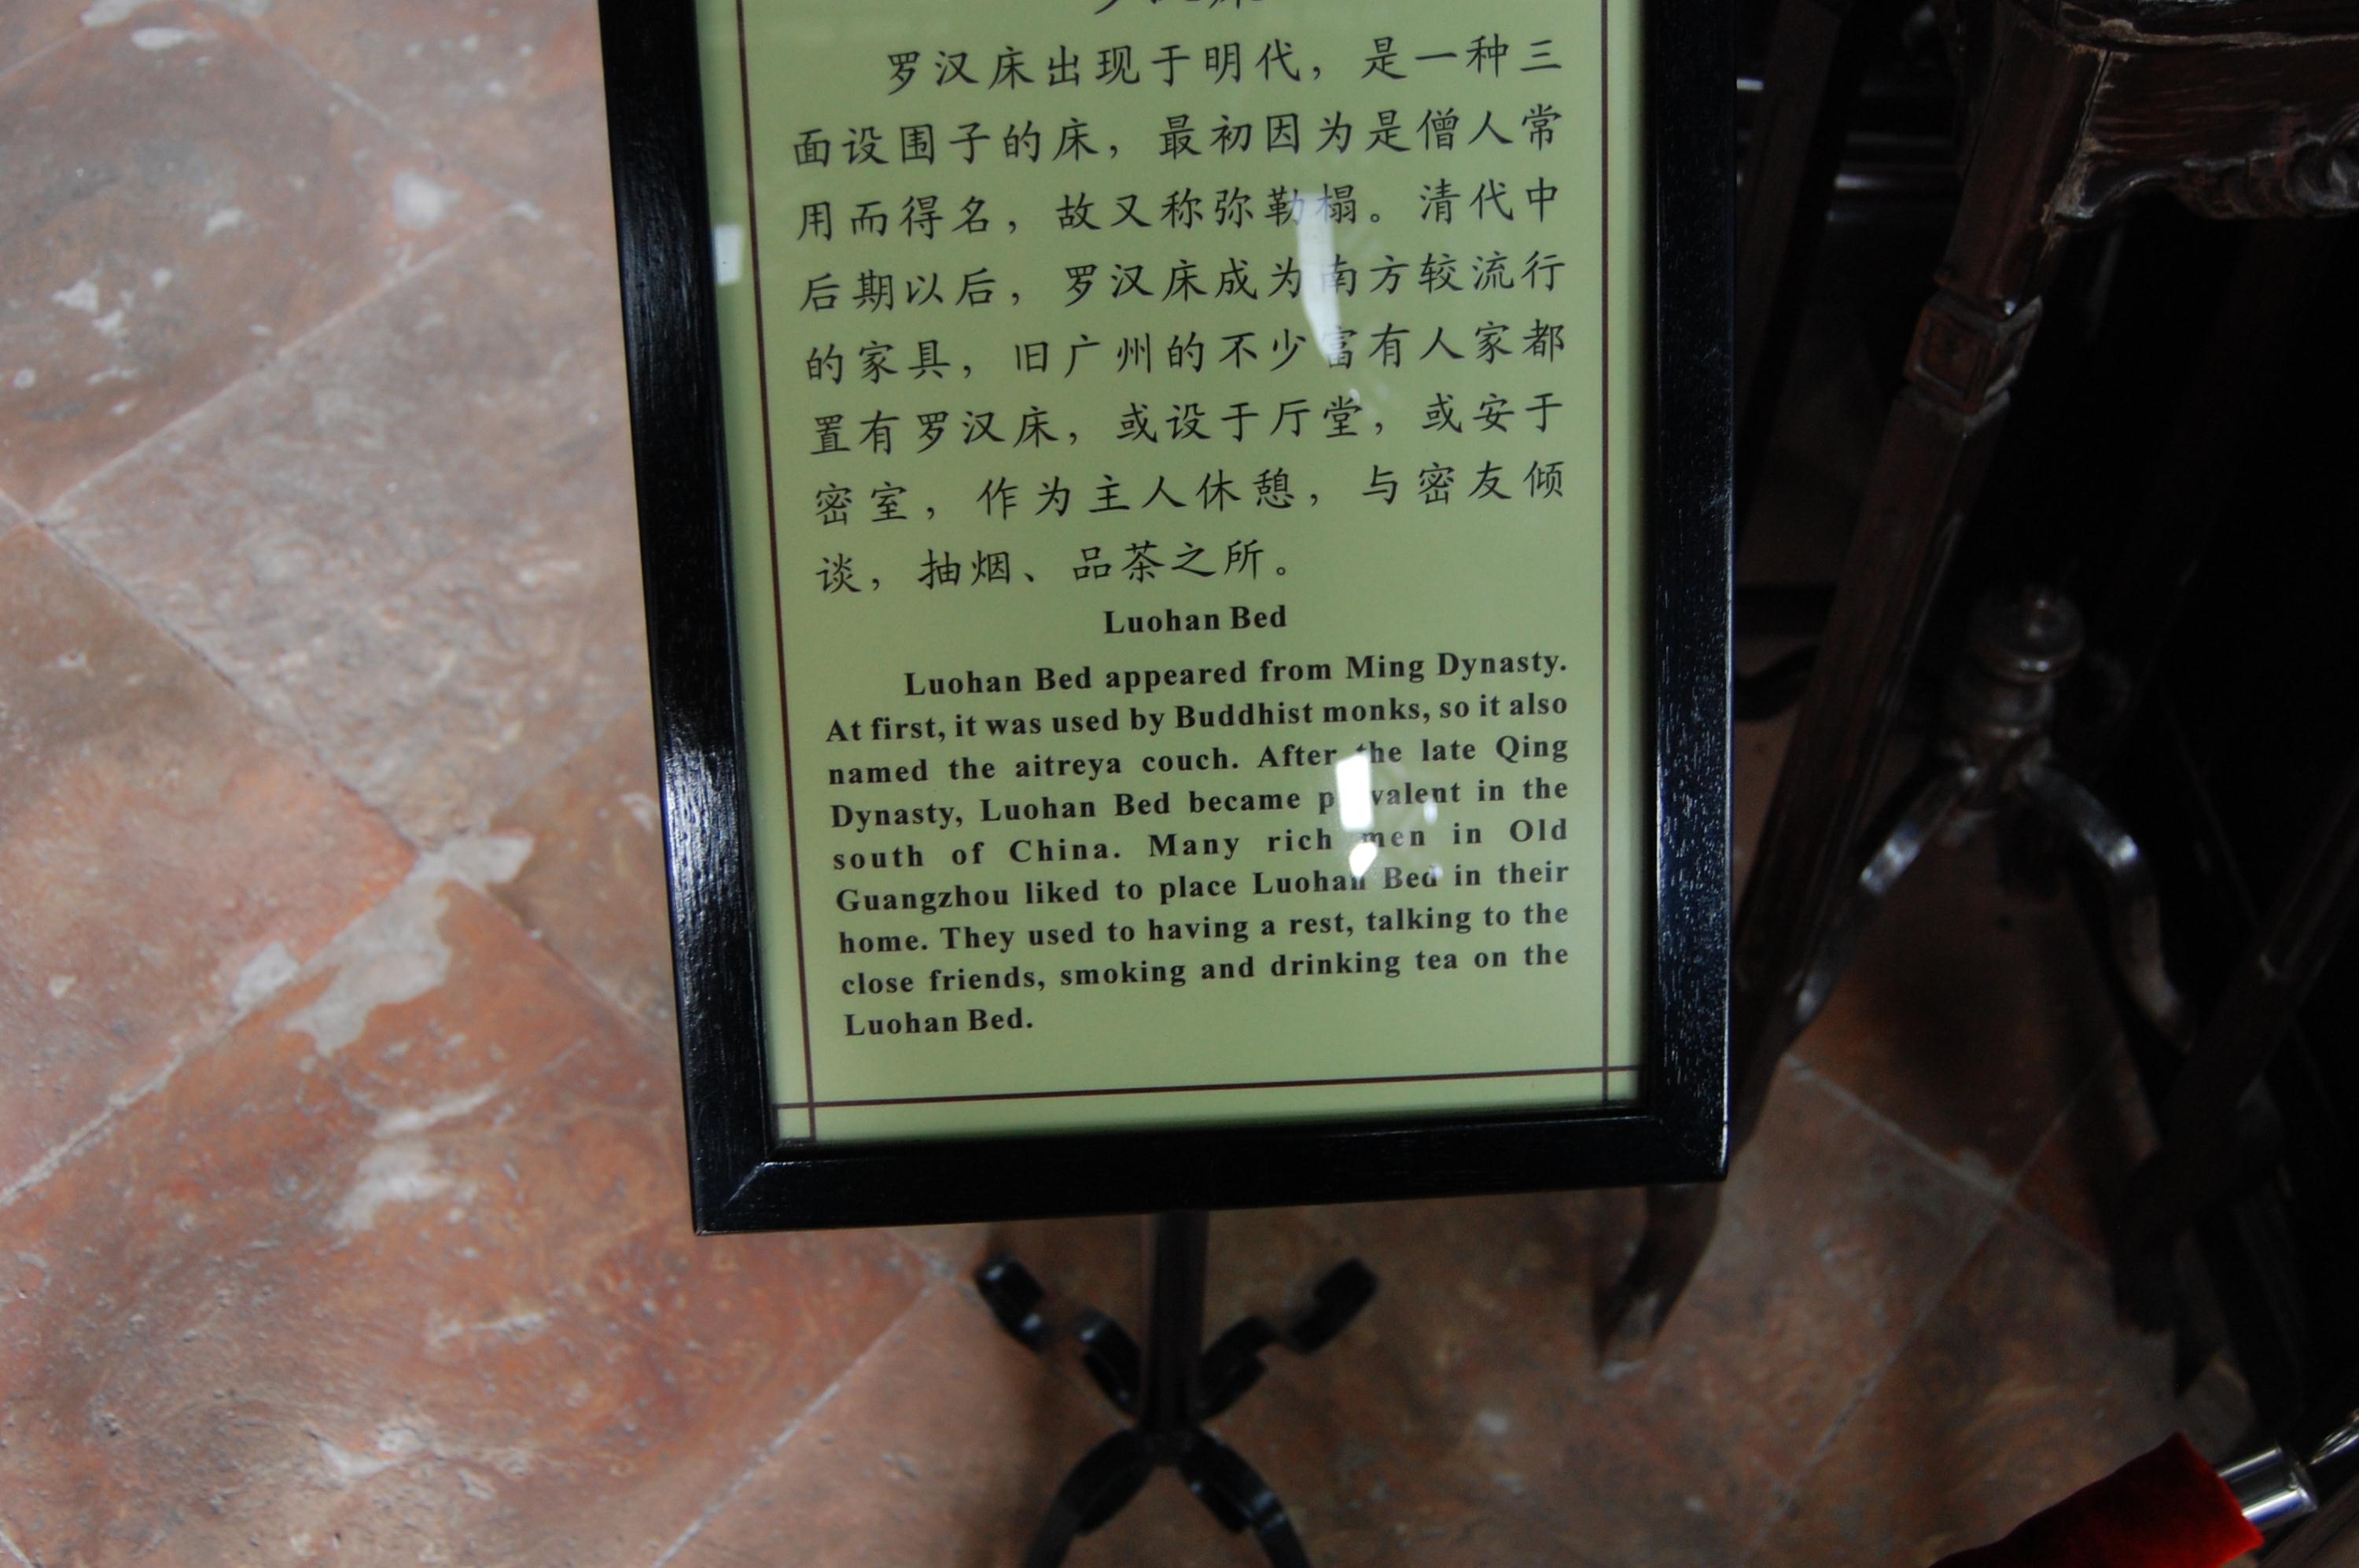 罗汉床出现于明代，是一种三
面设围子的床，最初因为是僧人常
用而得名，故又称弥勒榻。清代中
后期以后，罗汉床成为南方较流行
的家具，旧广州的不少富有人家都
置有罗汉床，或设于厅堂，或安于
密室，作为主人休憩，与密友倾
谈，抽烟、品茶之所。
Luohan Bed
Luohan Bed appeared from Ming Dynasty.
At first, it was used by Buddhist monks, so it also
named the aitreya couch. After the late Qing
Dynasty, Luohan Bed became prevalent in the
south of China. Many rich men in Old
Guangzhou liked to place Luohan Bed in their
home. They used to having a rest, talking to the
close friends, smoking and drinking tea on the
Luohan Bed.